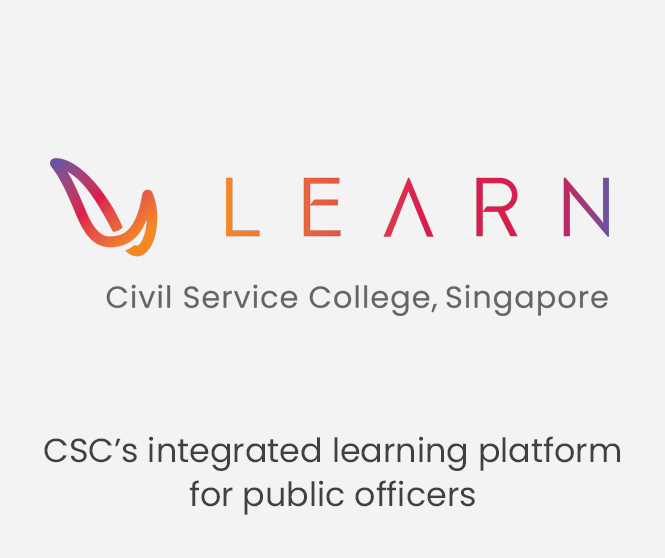 LEARN
Civil Service College, Singapore
CSC’s integrated learning platform
for public officers